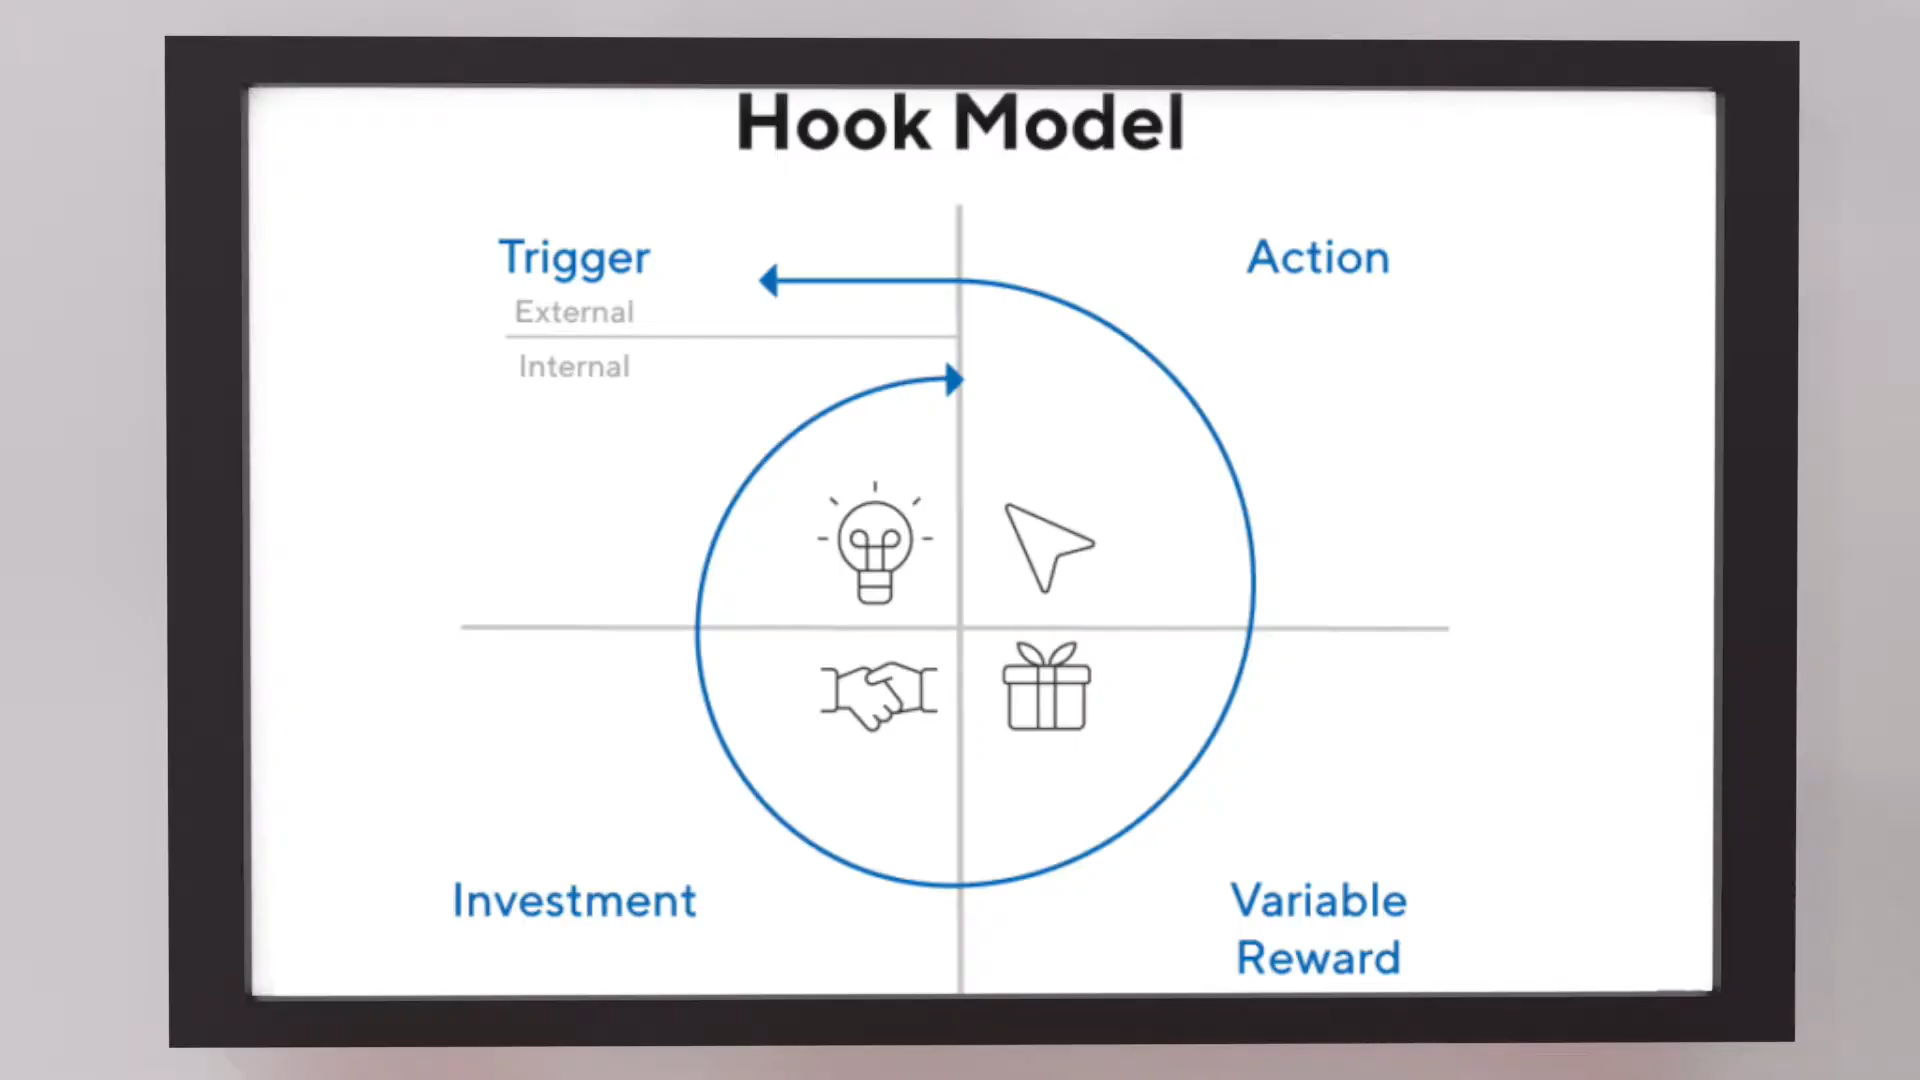 Hook Model
Trigger
External
Internal
Action
Investment
Variable
Reward